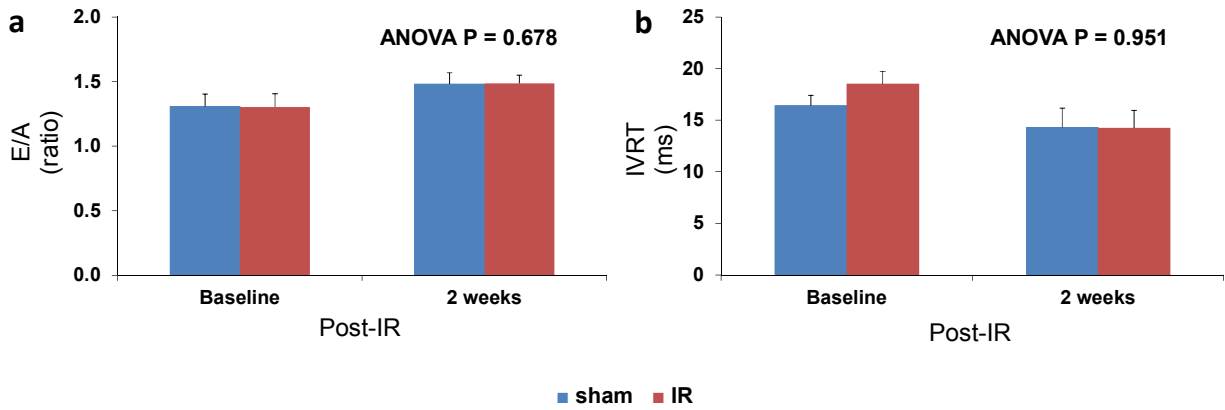 a
2.0
ANOVA P = 0.678
1.5
1.0
0.5
0.0
E/A
(ratio)
Baseline
2 weeks
Post-IR
b
25
ANOVA P = 0.951
20
15
10
5
0
IVRT
(ms)
Baseline
2 weeks
Post-IR
sham IR